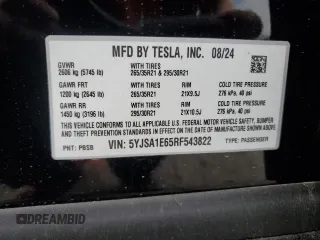 MFD BY TESLA, INC. 08/24
GVWR WITH TIRES
2606 kg (5745 lb) 265/35R21 & 295/30R21
GAWR FRT WITH TIRES RIM COLD TIRE PRESSURE
1200 kg (2645 lb) 265/35R21 21X9.5J 276 kPa, 40 psi
GAWR RR WITH TIRES RIM COLD TIRE PRESSURE
1450 kg (3196 lb) 295/30R21 21X10.5J 276 kPa, 40 psi
THIS VEHICLE CONFORMS TO ALL APPLICABLE U.S. FEDERAL MOTOR VEHICLE SAFETY, BUMPER AND THEFT PREVENTION STANDARDS IN EFFECT ON THE DATE OF MANUFACTURE SHOWN ABOVE.
VIN: 5YJSA1E65RF543822
PNT: PBSB TYPE: PASSENGER
DREAMBID